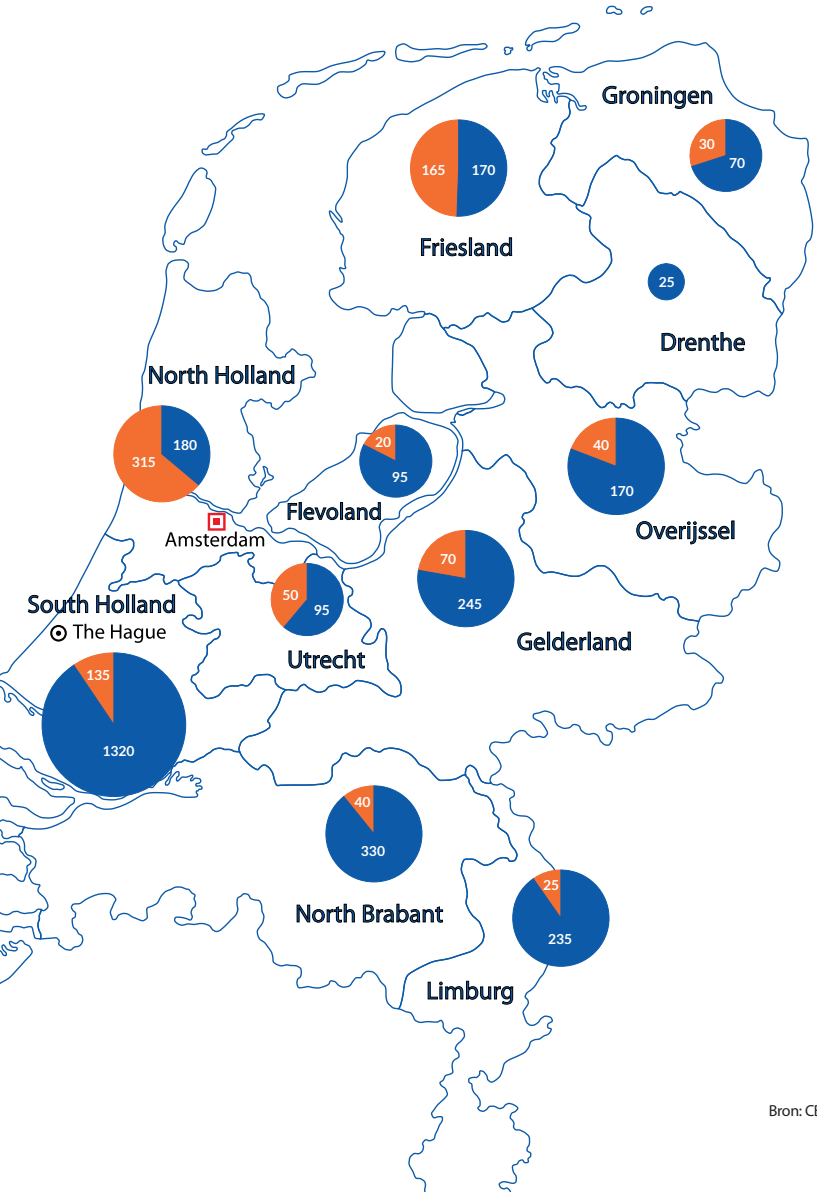 Groningen
30
70
165
170
Friesland
25
Drenthe
North Holland
180
315
20
95
Flevoland
40
170
Overijssel
Amsterdam
70
245
Gelderland
South Holland
The Hague
50
95
Utrecht
135
1320
40
330
North Brabant
25
235
Limburg
Bron: CB